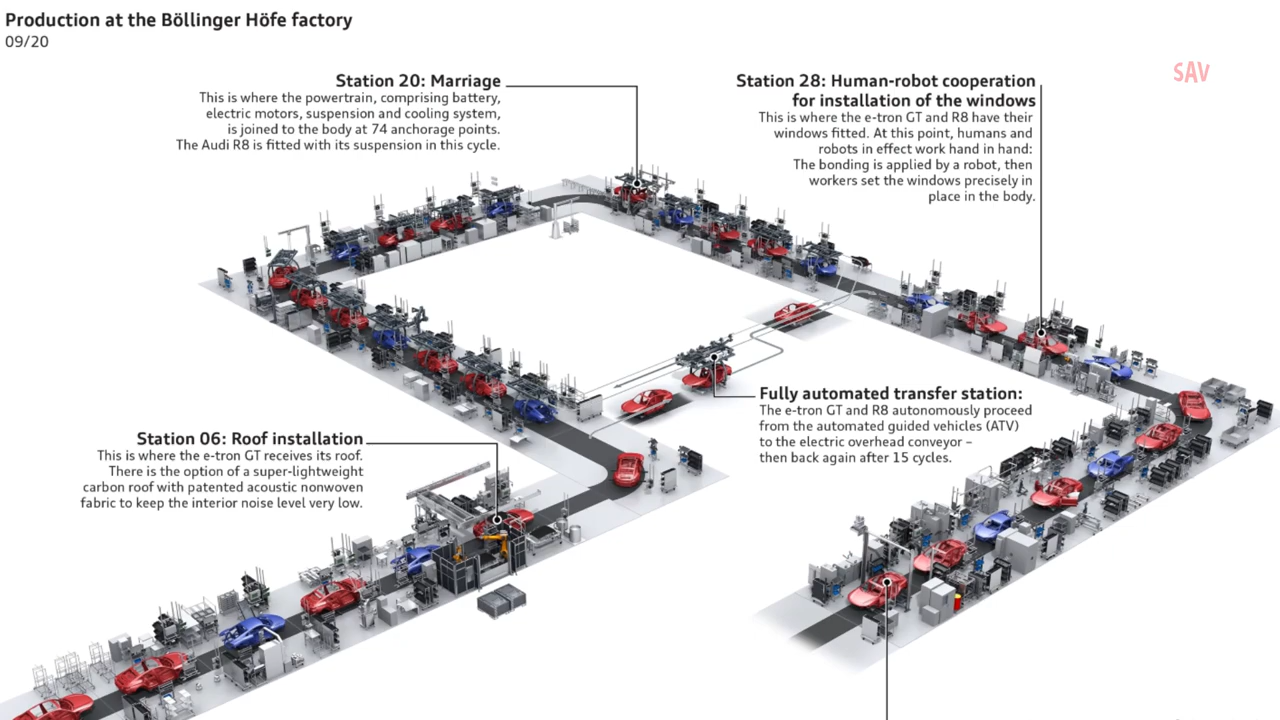 Production at the Böllinger Höfe factory
09/20
SAV
Station 20: Marriage
This is where the powertrain, comprising battery,
electric motors, suspension and cooling system,
is joined to the body at 74 anchorage points.
The Audi R8 is fitted with its suspension in this cycle.
Station 28: Human-robot cooperation
for installation of the windows
This is where the e-tron GT and R8 have their
windows fitted. At this point, humans and
robots in effect work hand in hand:
The bonding is applied by a robot, then
workers set the windows precisely in
place in the body.
Fully automated transfer station:
The e-tron GT and R8 autonomously proceed
from the automated guided vehicles (ATV)
to the electric overhead conveyor –
then back again after 15 cycles.
Station 06: Roof installation
This is where the e-tron GT receives its roof.
There is the option of a super-lightweight
carbon roof with patented acoustic nonwoven
fabric to keep the interior noise level very low.